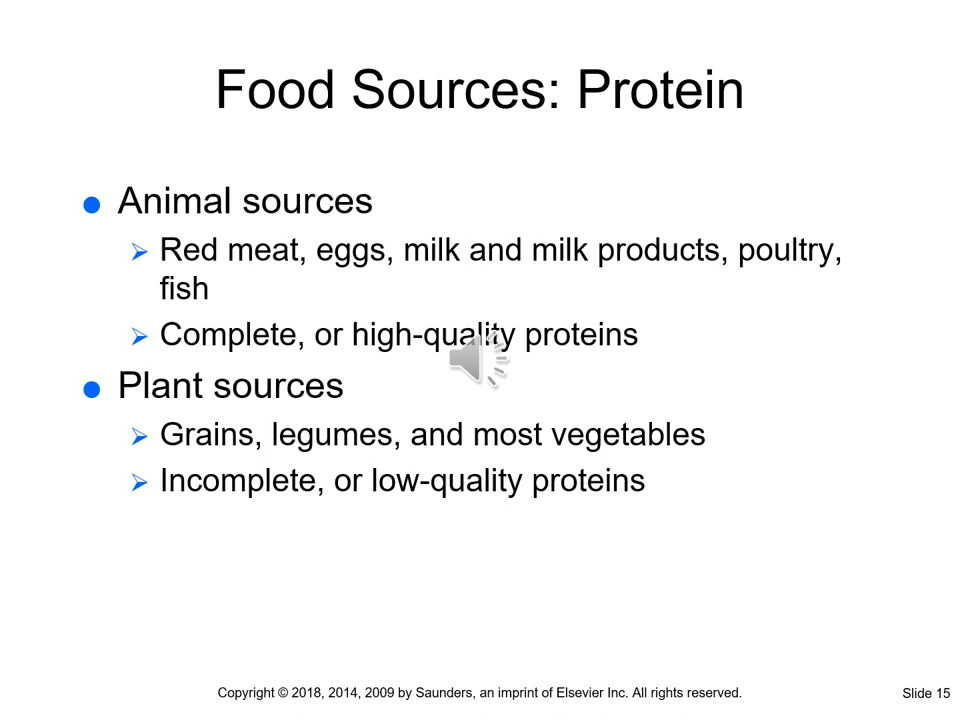 Food Sources: Protein
Animal sources
Red meat, eggs, milk and milk products, poultry,
fish
Complete, or high-quality proteins
Plant sources
Grains, legumes, and most vegetables
Incomplete, or low-quality proteins
Copyright © 2018, 2014, 2009 by Saunders, an imprint of Elsevier Inc. All rights reserved.
Slide 15